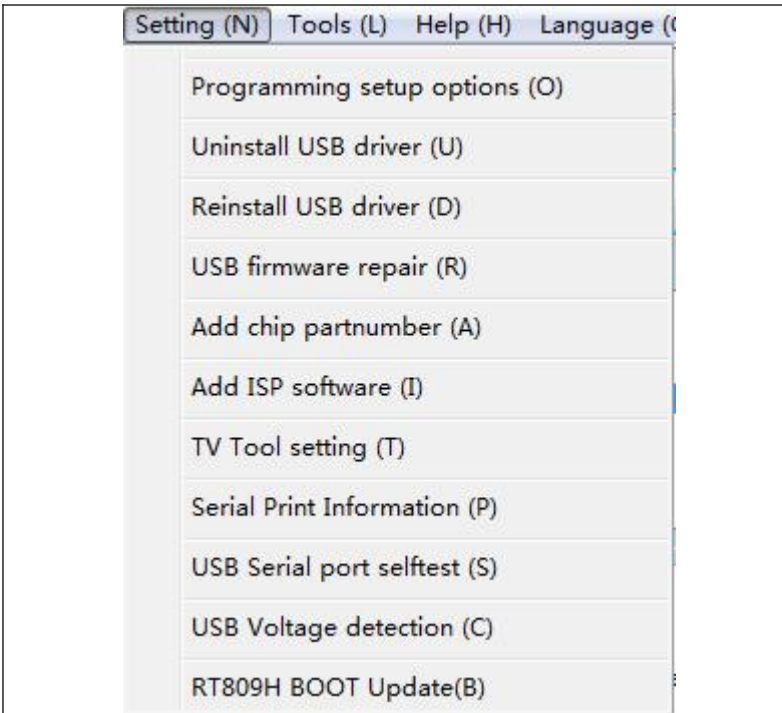 Setting (N) Tools (L) Help (H) Language (
Programming setup options (O)
Uninstall USB driver (U)
Reinstall USB driver (D)
USB firmware repair (R)
Add chip partnumber (A)
Add ISP software (I)
TV Tool setting (T)
Serial Print Information (P)
USB Serial port selftest (S)
USB Voltage detection (C)
RT809H BOOT Update(B)